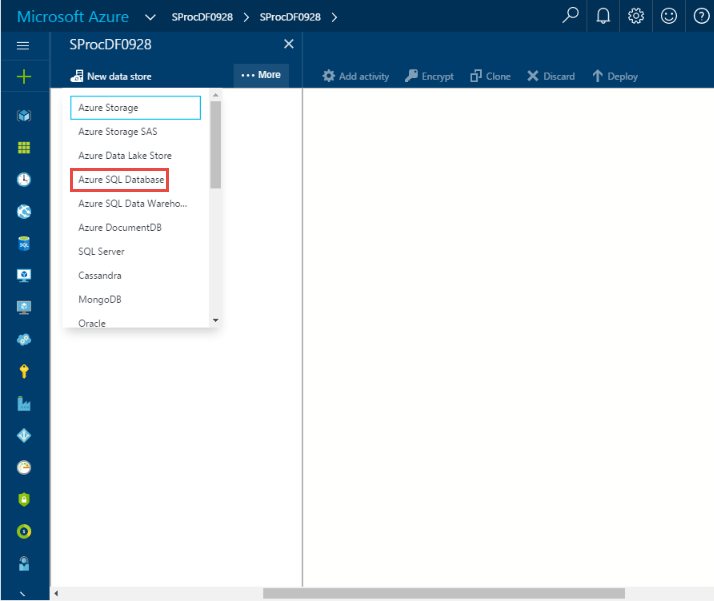 Microsoft Azure SProcDF0928 > SProcDF0928 >
SProcDF0928
New data store
••• More
Add activity
Encrypt
Clone
Discard
Deploy
Azure Storage
Azure Storage SAS
Azure Data Lake Store
Azure SQL Database
Azure SQL Data Wareho...
Azure DocumentDB
SQL Server
Cassandra
MongoDB
Oracle
SQL